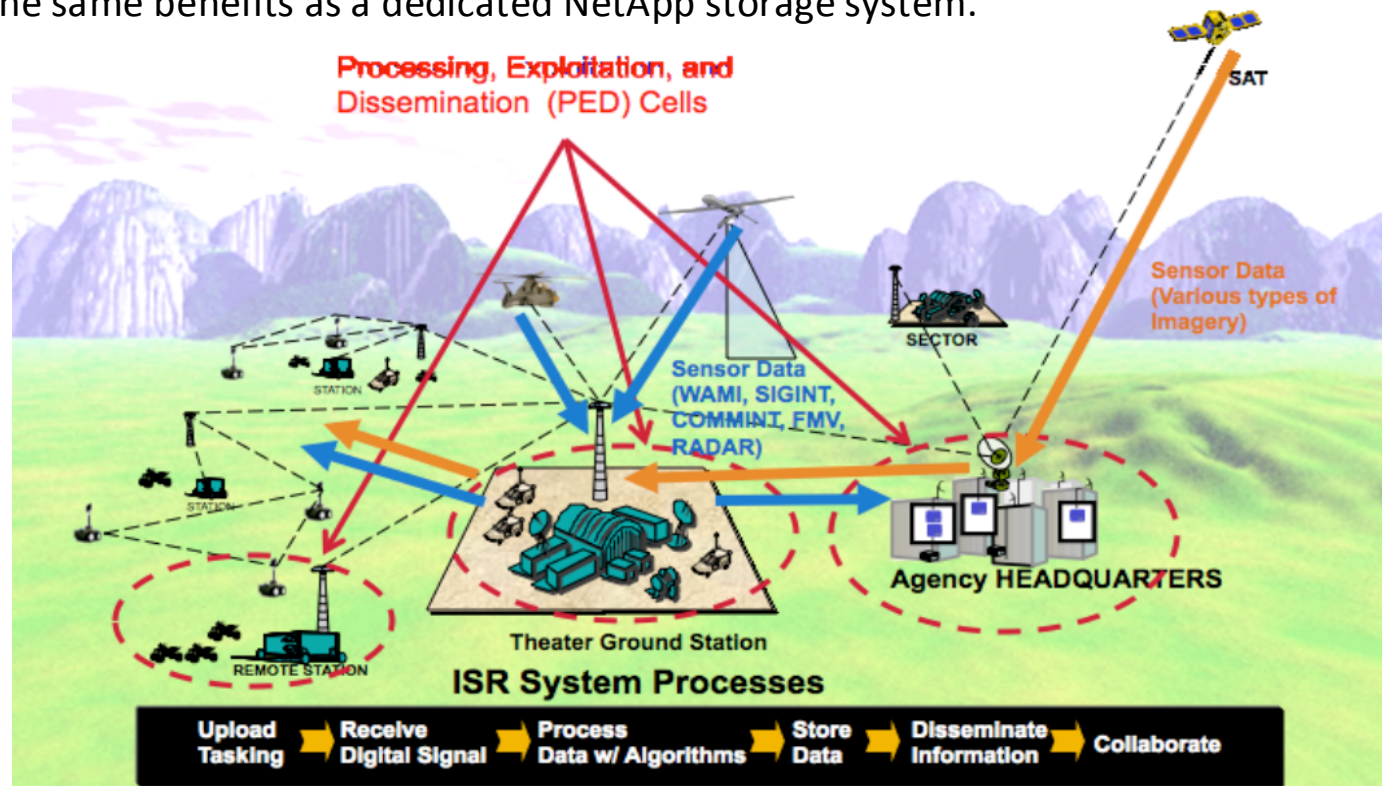 he same benefits as a dedicated NetApp storage system.
Processing, Exploitation, and
Dissemination (PED) Cells
SAT
Sensor Data
(Various types of
Imagery)
SECTOR
Sensor Data
(WAMI, SIGINT,
COMMINT, FMV,
RADAR)
STATION
STATION
Agency HEADQUARTERS
Theater Ground Station
REMOTE STATION
ISR System Processes
Upload
Tasking
Receive
Digital Signal
Process
Data w/ Algorithms
Store
Data
Disseminate
Information
Collaborate